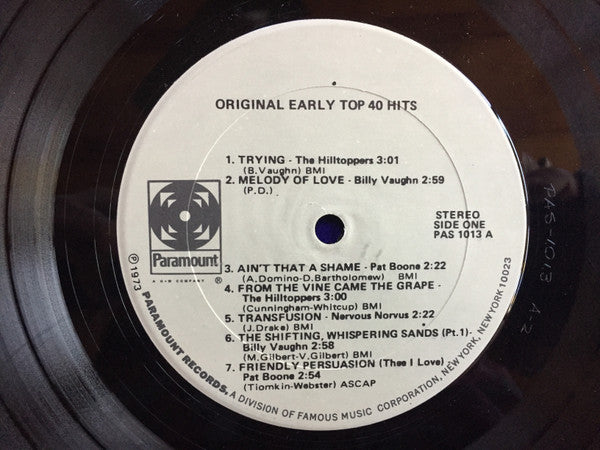 ORIGINAL EARLY TOP 40 HITS
1. TRYING - The Hilltoppers 3:01
(B.Vaughn) BMI
2. MELODY OF LOVE - Billy Vaughn 2:59
(P.D.)
Paramount
®
A G+W COMPANY
STEREO
SIDE ONE
PAS 1013 A
3. AIN'T THAT A SHAME - Pat Boone 2:22
(A.Domino-D.Bartholomew) BMI
4. FROM THE VINE CAME THE GRAPE -
The Hilltoppers 3:00
(Cunningham-Whitcup) BMI
5. TRANSFUSION - Nervous Norvus 2:22
(J.Drake) BMI
6. THE SHIFTING, WHISPERING SANDS (Pt.1)-
Billy Vaughn 2:58
(M.Gilbert-V.Gilbert) BMI
7. FRIENDLY PERSUASION (Thee I Love) -
Pat Boone 2:54
(Tiomkin-Webster) ASCAP
℗ 1973 PARAMOUNT RECORDS, A DIVISION OF FAMOUS MUSIC CORPORATION, NEW YORK, NEW YORK 10023
PAS-1013 A-2